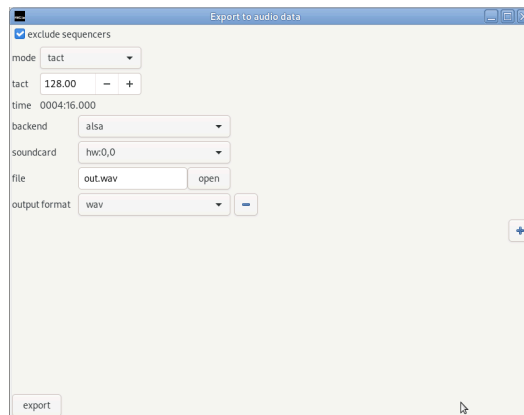 Export to audio data
exclude sequencers
mode tact
tact 128.00 − +
time 0004:16.000
backend alsa
soundcard hw:0,0
file out.wav open
output format wav
export